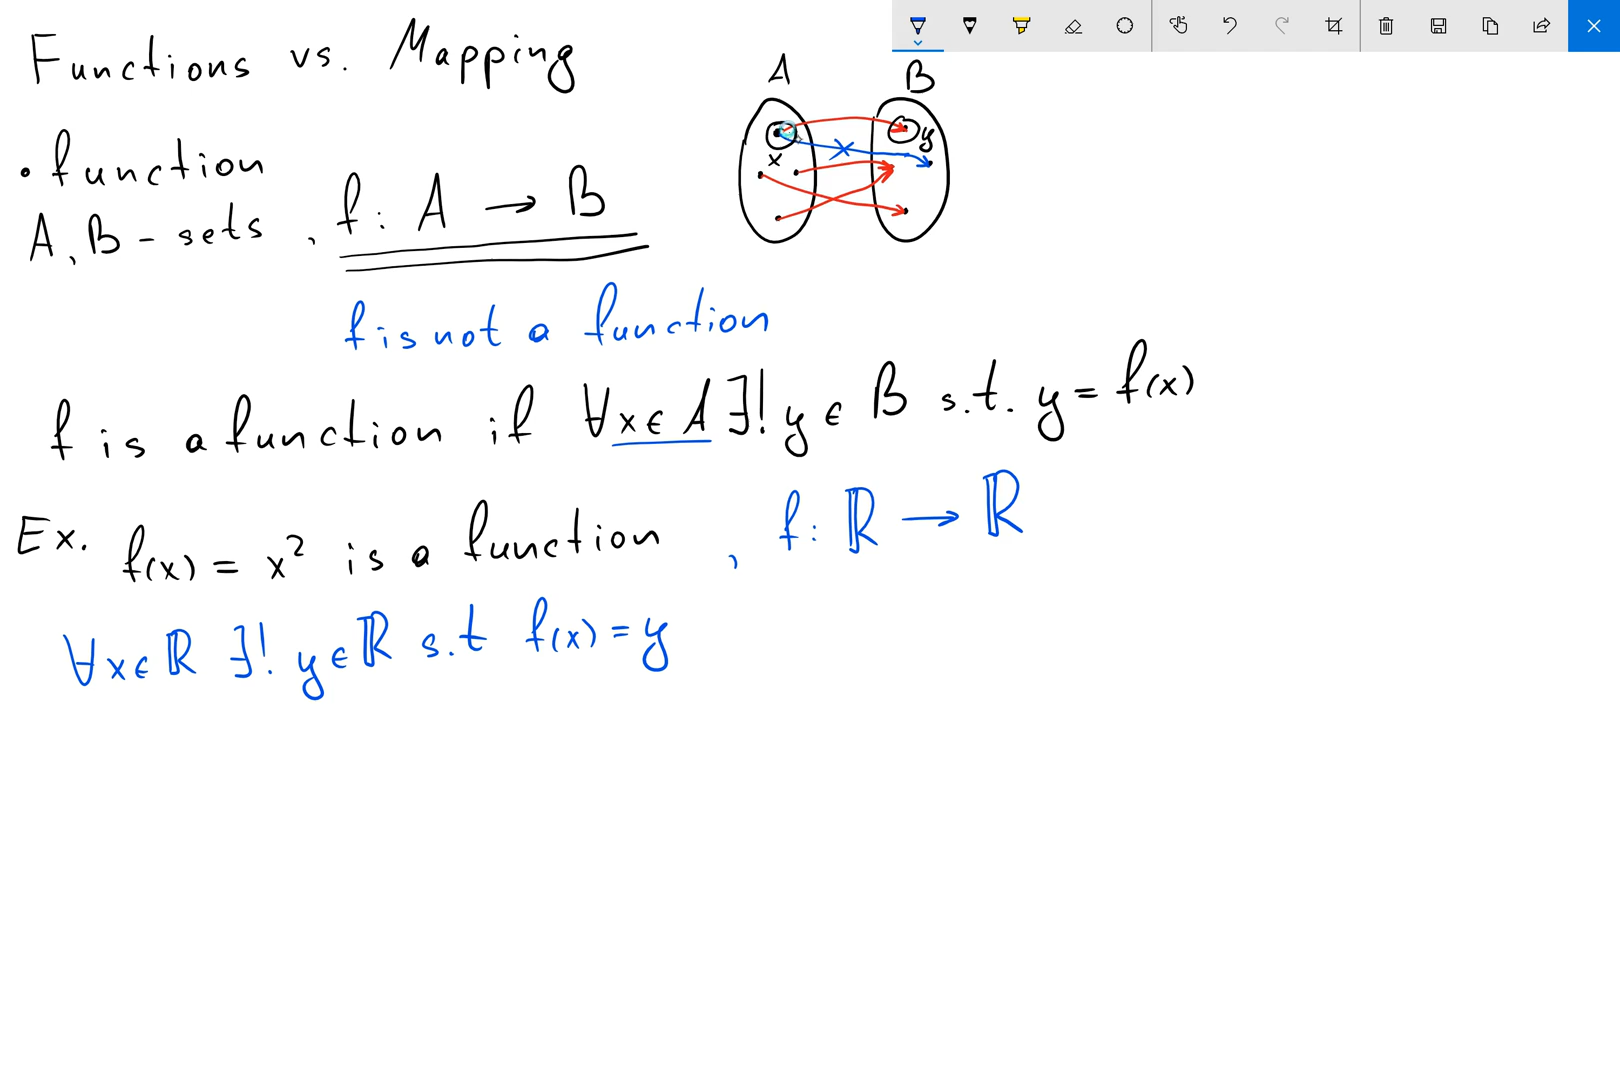 Functions vs. Mapping
A B
• function
x y
A, B - sets, f: A → B
f is not a function
f is a function if ∀x∈A ∃! y∈B s.t. y = f(x)
Ex. f(x) = x² is a function, f: ℝ → ℝ
∀x∈ℝ ∃! y∈ℝ s.t f(x) = y